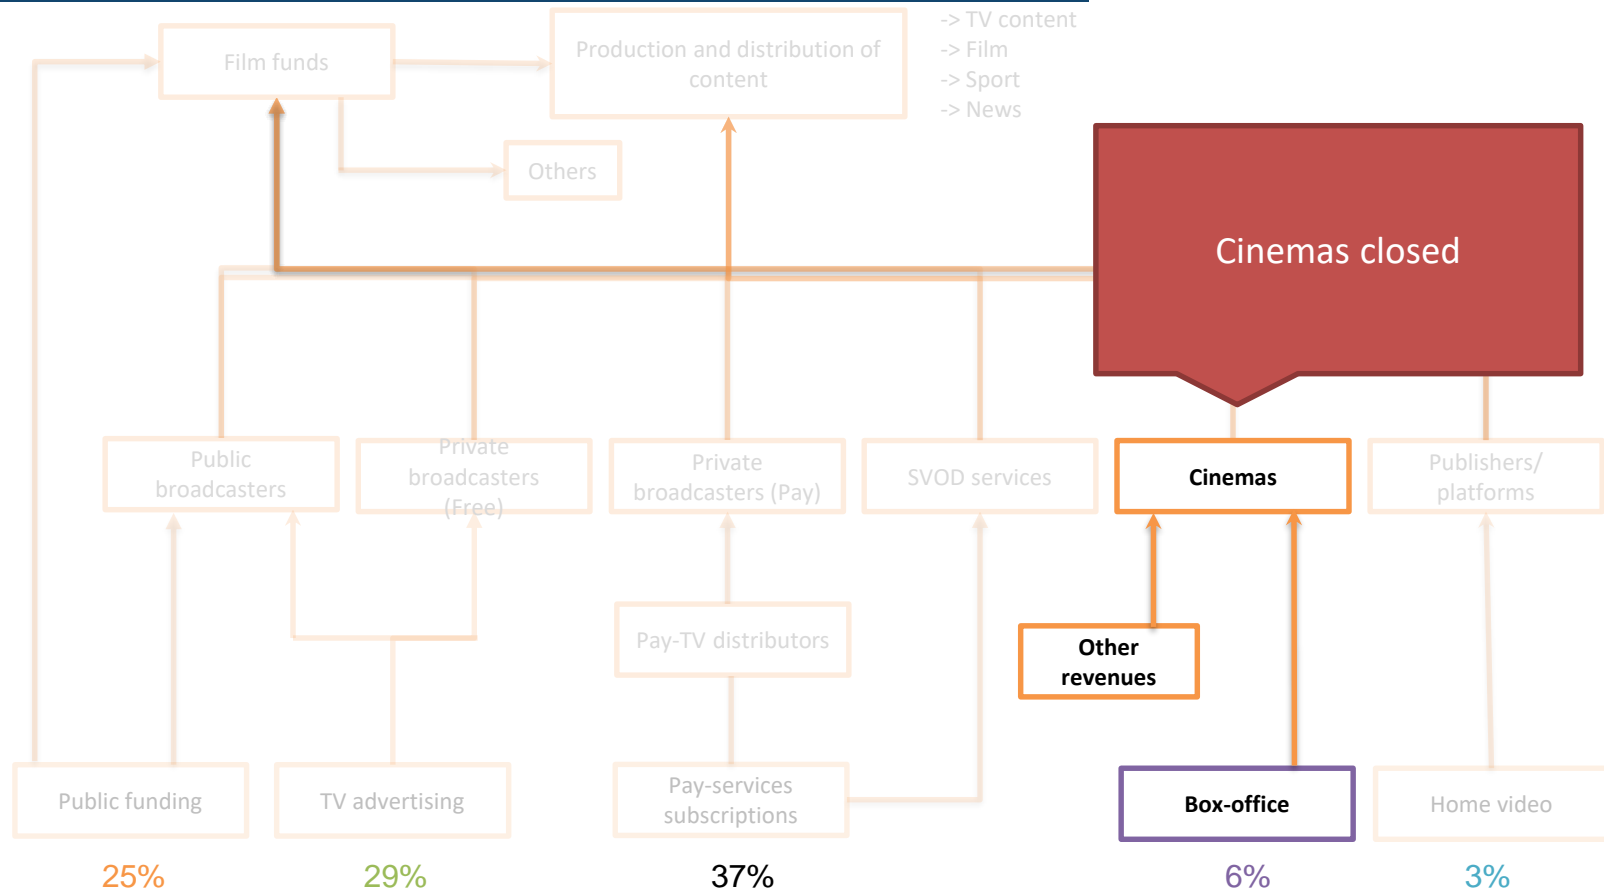 Film funds
Production and distribution of
content
-> TV content
-> Film
-> Sport
-> News
Others
Cinemas closed
Public
broadcasters
Private
broadcasters
(Free)
Private
broadcasters (Pay)
SVOD services
Cinemas
Publishers/
platforms
Pay-TV distributors
Other
revenues
Public funding
TV advertising
Pay-services
subscriptions
Box-office
Home video
25%
29%
37%
6%
3%